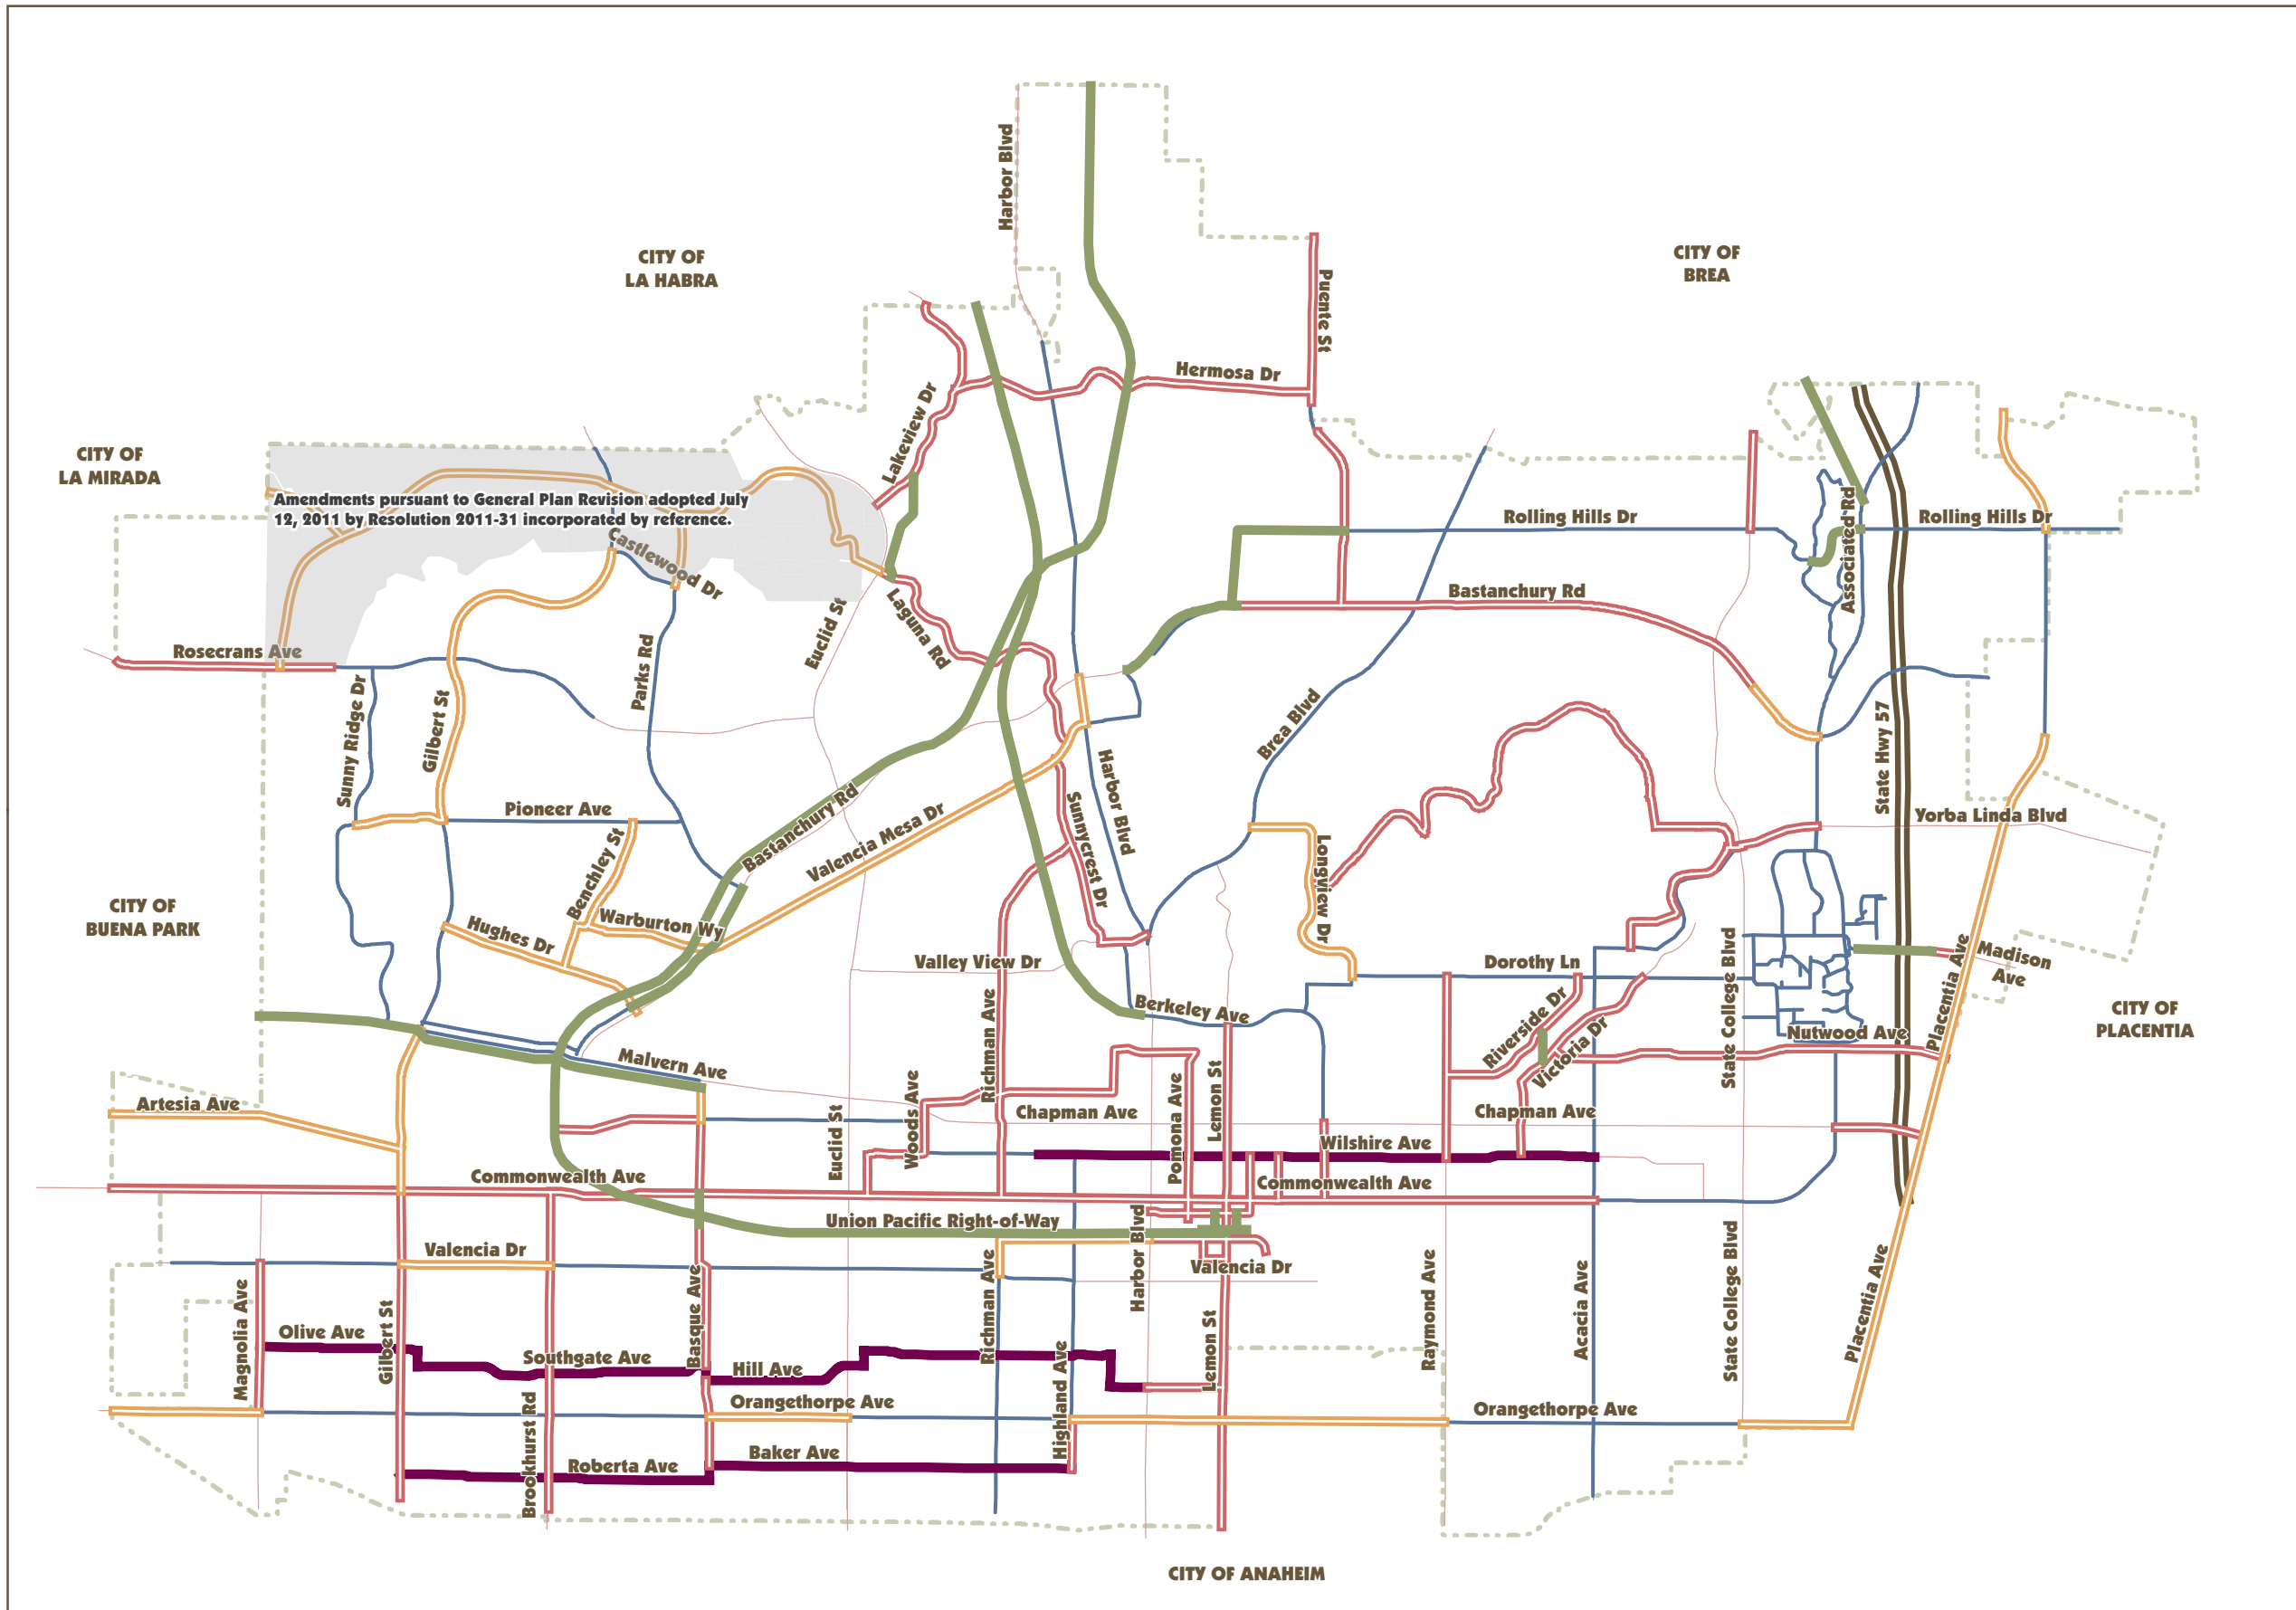 Harbor Blvd
CITY OF
LA HABRA
CITY OF
BREA
Puente St
Hermosa Dr
Lakeview Dr
CITY OF
LA MIRADA
Amendments pursuant to General Plan Revision adopted July
12, 2011 by Resolution 2011-31 incorporated by reference.
Rolling Hills Dr
Rolling Hills Dr
Associated Rd
Castlewood Dr
Bastanchury Rd
Euclid St
Laguna Rd
Rosecrans Ave
Parks Rd
Sunny Ridge Dr
Gilbert St
Brea Blvd
State Hwy 57
Harbor Blvd
Sunnycrest Dr
Pioneer Ave
Bastanchury Rd
Valencia Mesa Dr
Yorba Linda Blvd
Benchley St
Longview Dr
CITY OF
BUENA PARK
Hughes Dr
Warburton Wy
Valley View Dr
Dorothy Ln
State College Blvd
Placentia Ave
Madison
Ave
Richman Ave
Berkeley Ave
Riverside Dr
Victoria Dr
Nutwood Ave
CITY OF
PLACENTIA
Malvern Ave
Artesia Ave
Euclid St
Woods Ave
Chapman Ave
Pomona Ave
Lemon St
Chapman Ave
Wilshire Ave
Commonwealth Ave
Commonwealth Ave
Union Pacific Right-of-Way
Harbor Blvd
Valencia Dr
Valencia Dr
Magnolia Ave
Olive Ave
Gilbert St
Southgate Ave
Basque Ave
Hill Ave
Richman Ave
Highland Ave
Lemon St
Raymond Ave
Acacia Ave
State College Blvd
Placentia Ave
Orangethorpe Ave
Orangethorpe Ave
Brookhurst Rd
Roberta Ave
Baker Ave
CITY OF ANAHEIM